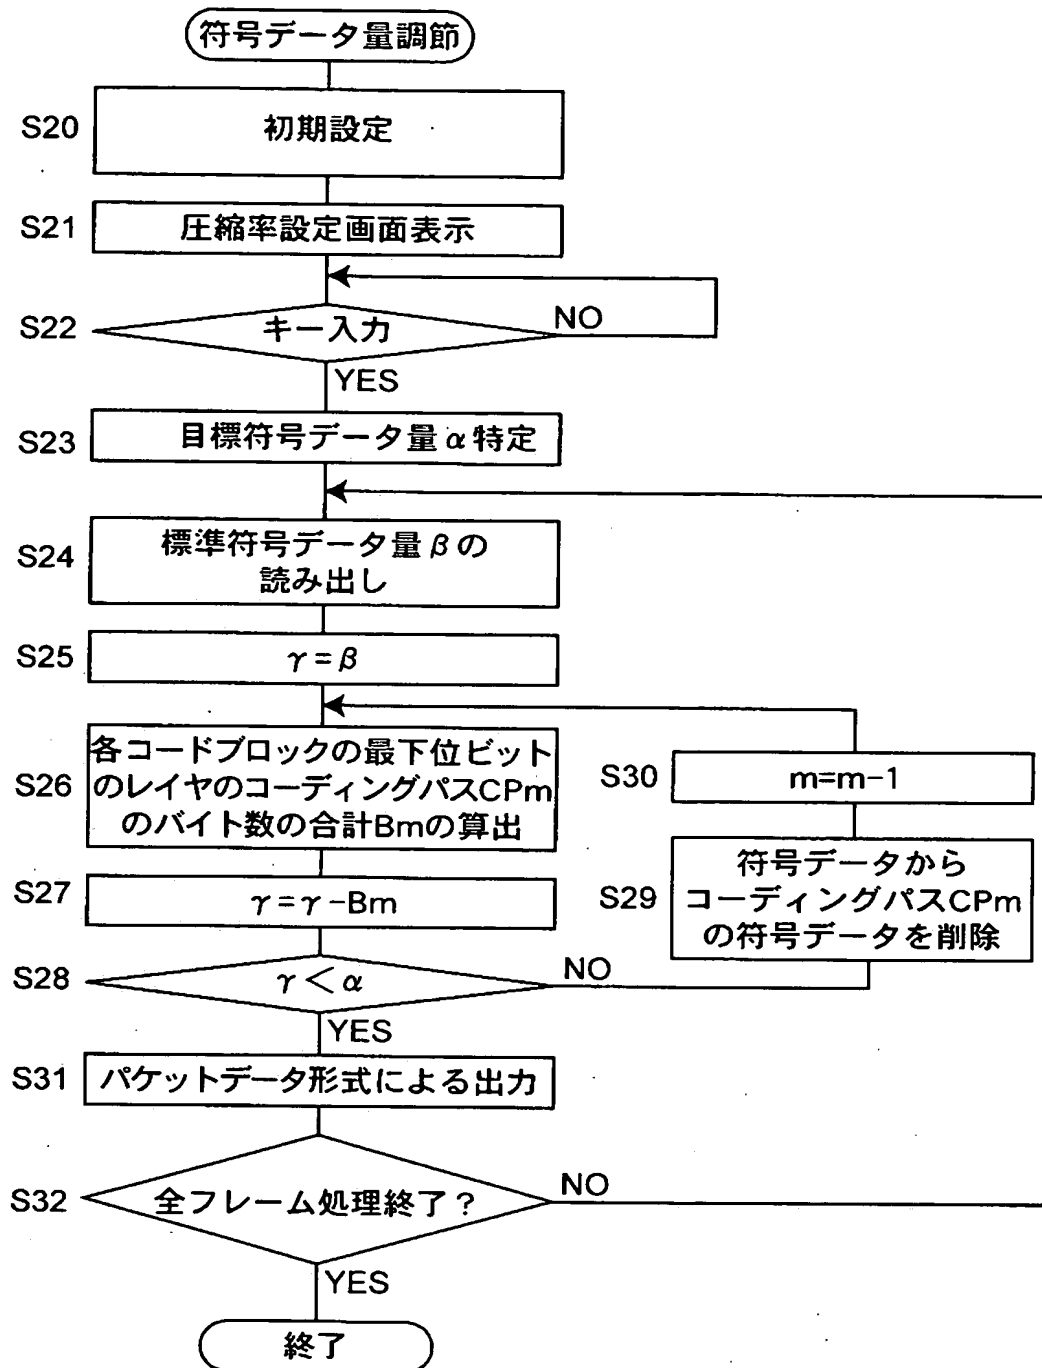 符号データ量調節
S20
初期設定
S21
圧縮率設定画面表示
S22
キー入力
NO
YES
S23
目標符号データ量α特定
S24
標準符号データ量βの
読み出し
S25
γ=β
S26
各コードブロックの最下位ビット
のレイヤのコーディングパスCPm
のバイト数の合計Bmの算出
S30
m=m-1
S27
γ=γ-Bm
S29
符号データから
コーディングパスCPm
の符号データを削除
S28
γ<α
NO
YES
S31
パケットデータ形式による出力
S32
全フレーム処理終了?
NO
YES
終了